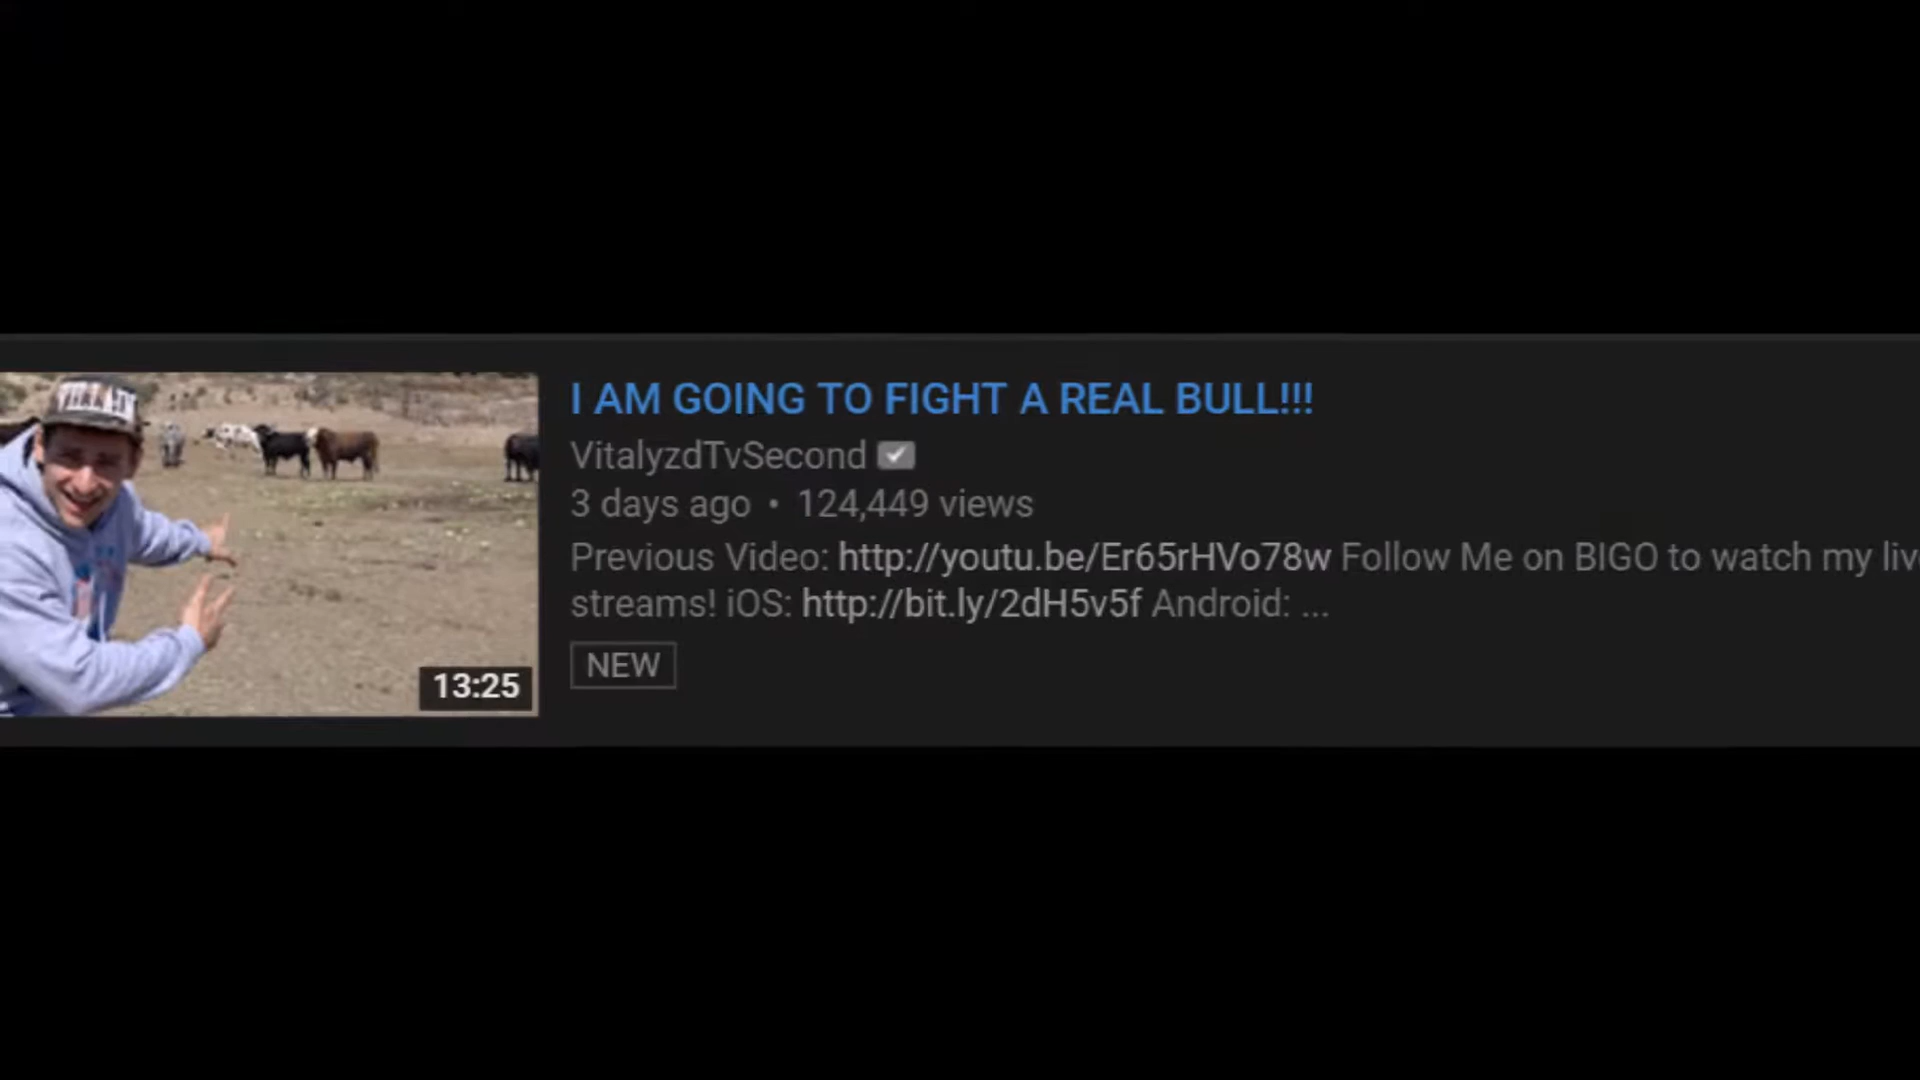 I AM GOING TO FIGHT A REAL BULL!!!
VitalyzdTvSecond
3 days ago • 124,449 views
Previous Video: http://youtu.be/Er65rHVo78w Follow Me on BIGO to watch my liv
streams! iOS: http://bit.ly/2dH5v5f Android: ...
NEW
13:25